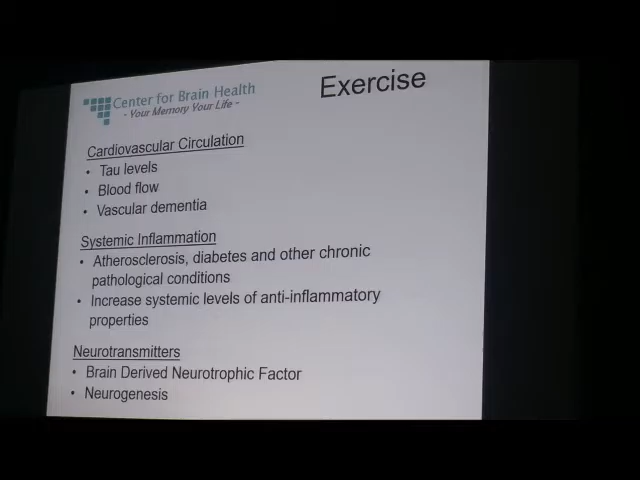 Center for Brain Health
- Your Memory Your Life -
Exercise
Cardiovascular Circulation
• Tau levels
• Blood flow
• Vascular dementia
Systemic Inflammation
• Atherosclerosis, diabetes and other chronic
pathological conditions
• Increase systemic levels of anti-inflammatory
properties
Neurotransmitters
• Brain Derived Neurotrophic Factor
• Neurogenesis